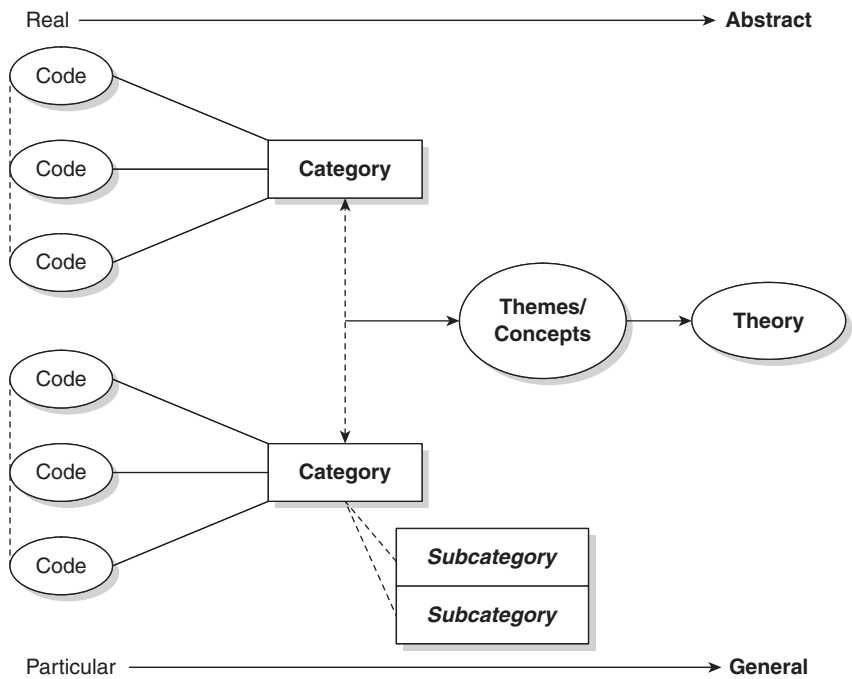 Real
Abstract
Code
Code
Category
Code
Themes/
Concepts
Theory
Code
Code
Category
Code
Subcategory
Subcategory
Particular
General